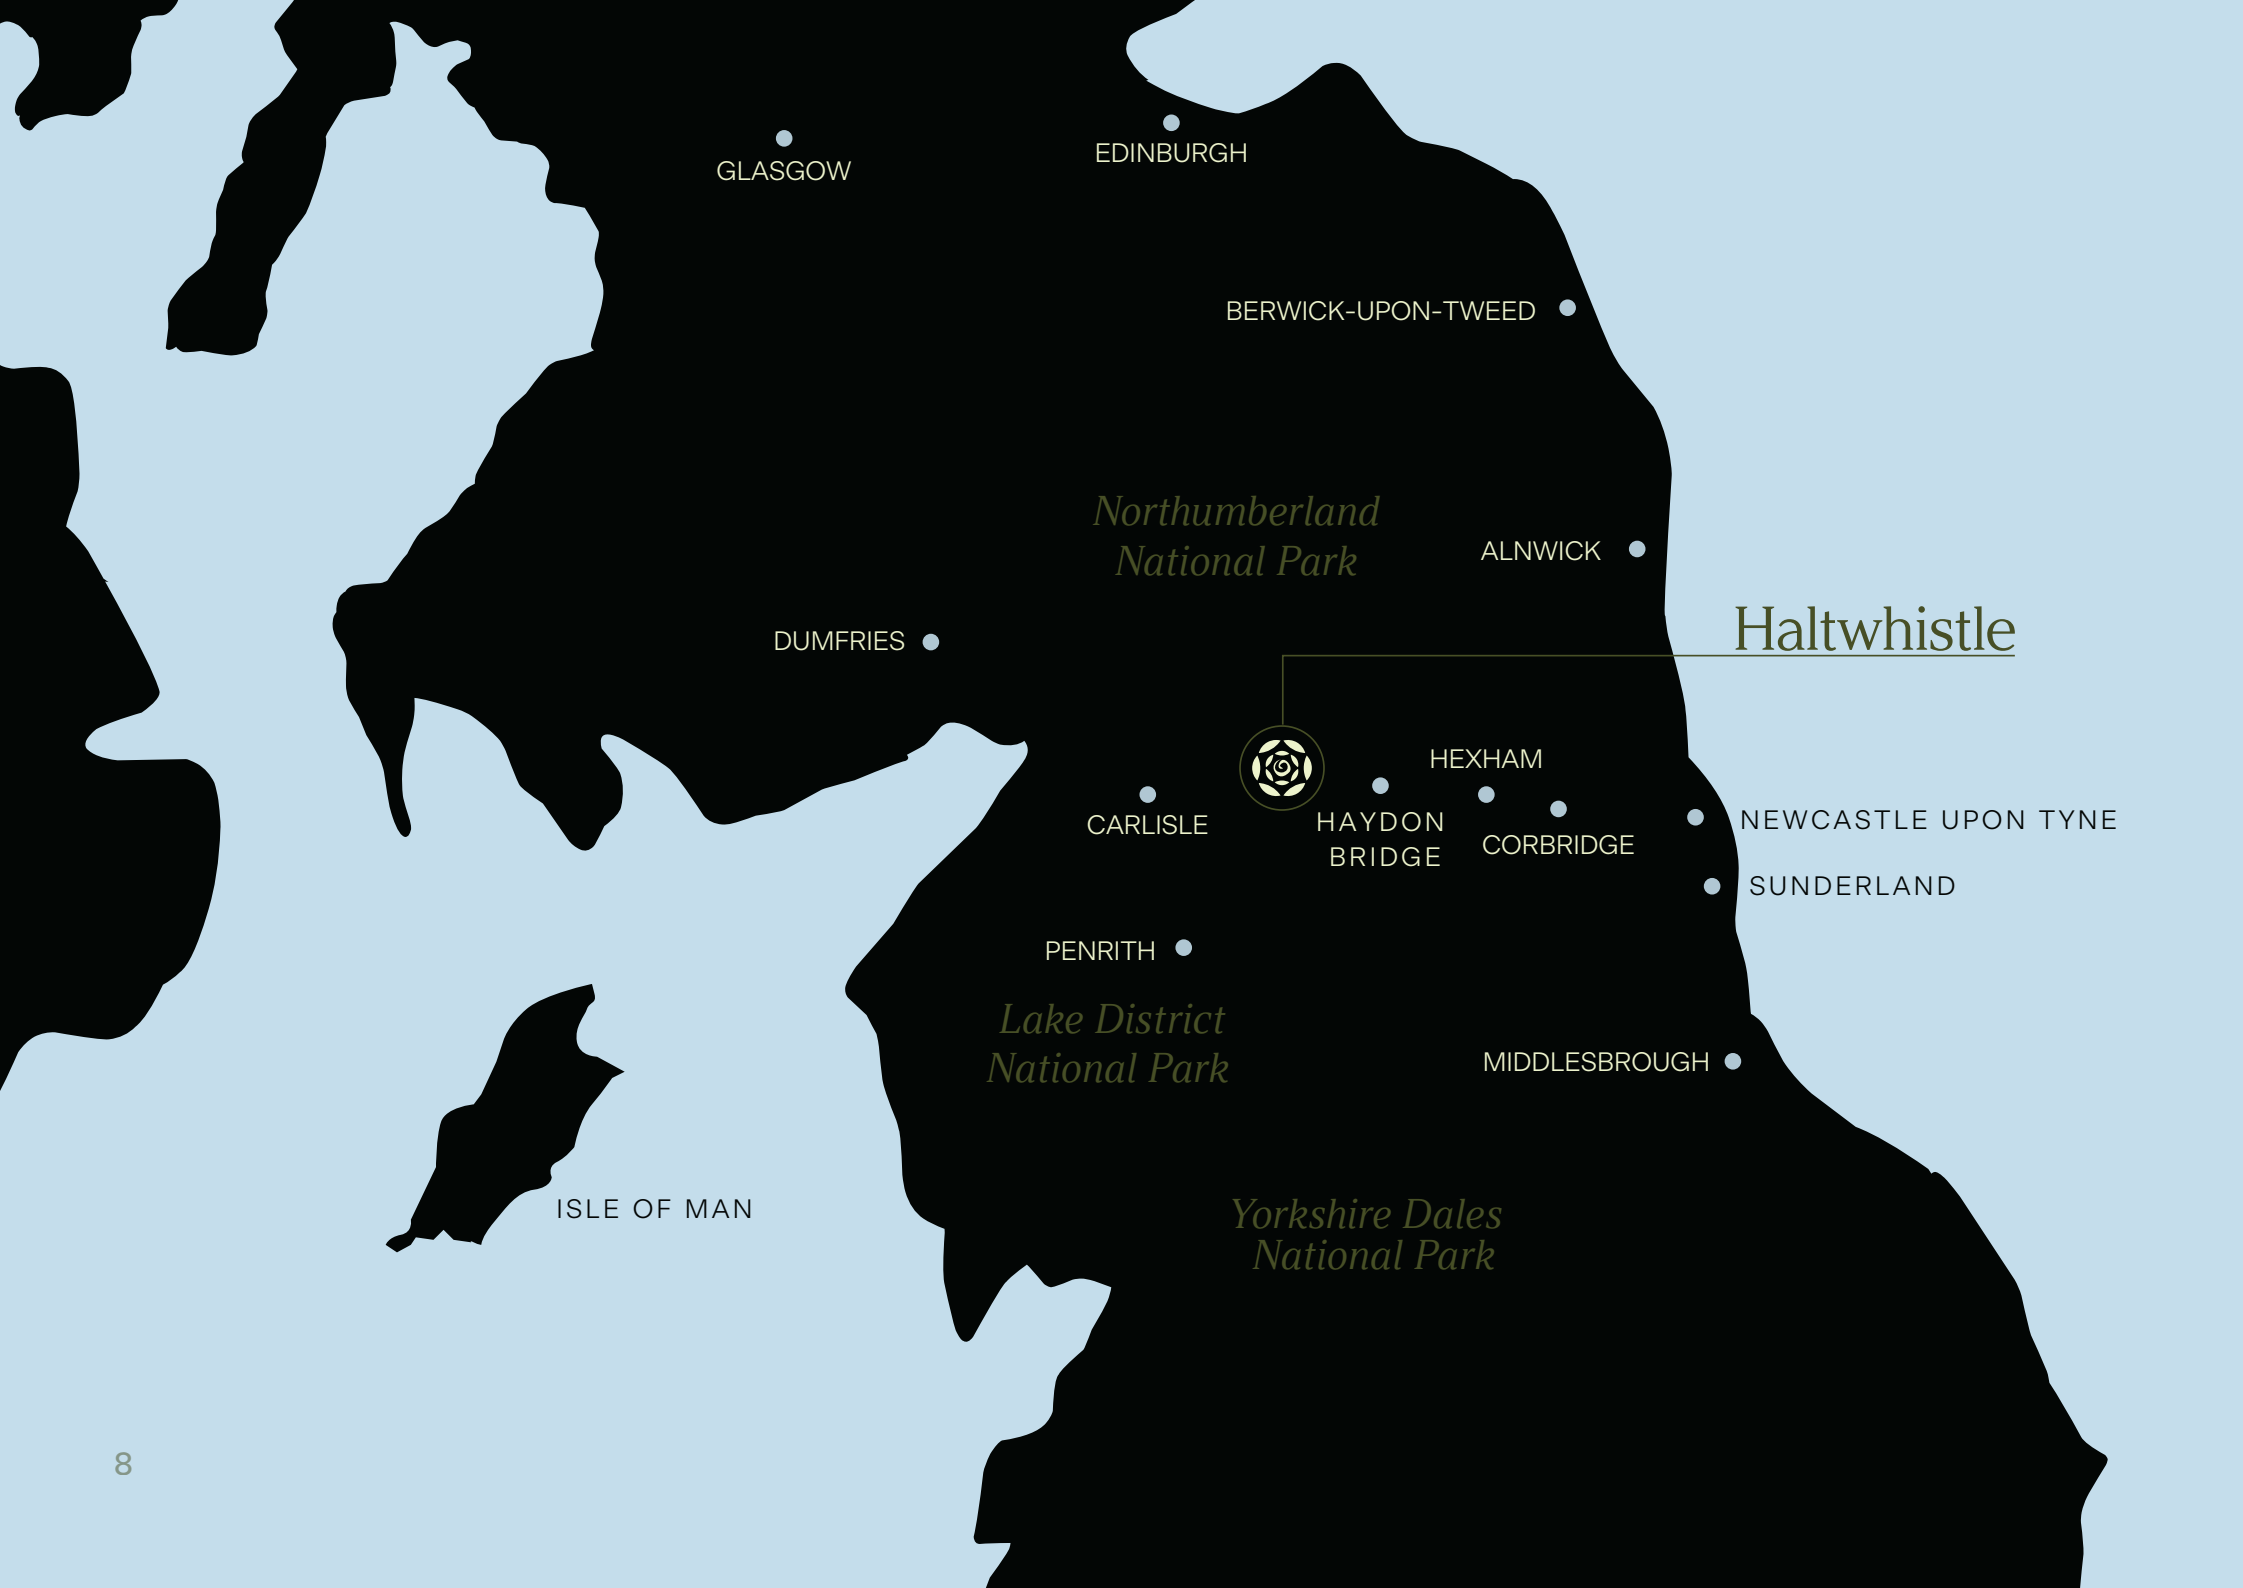 EDINBURGH
GLASGOW
BERWICK-UPON-TWEED
Northumberland
National Park
ALNWICK
Haltwhistle
DUMFRIES
HEXHAM
CARLISLE
HAYDON
BRIDGE
CORBRIDGE
NEWCASTLE UPON TYNE
SUNDERLAND
PENRITH
Lake District
National Park
MIDDLESBROUGH
ISLE OF MAN
Yorkshire Dales
National Park
8